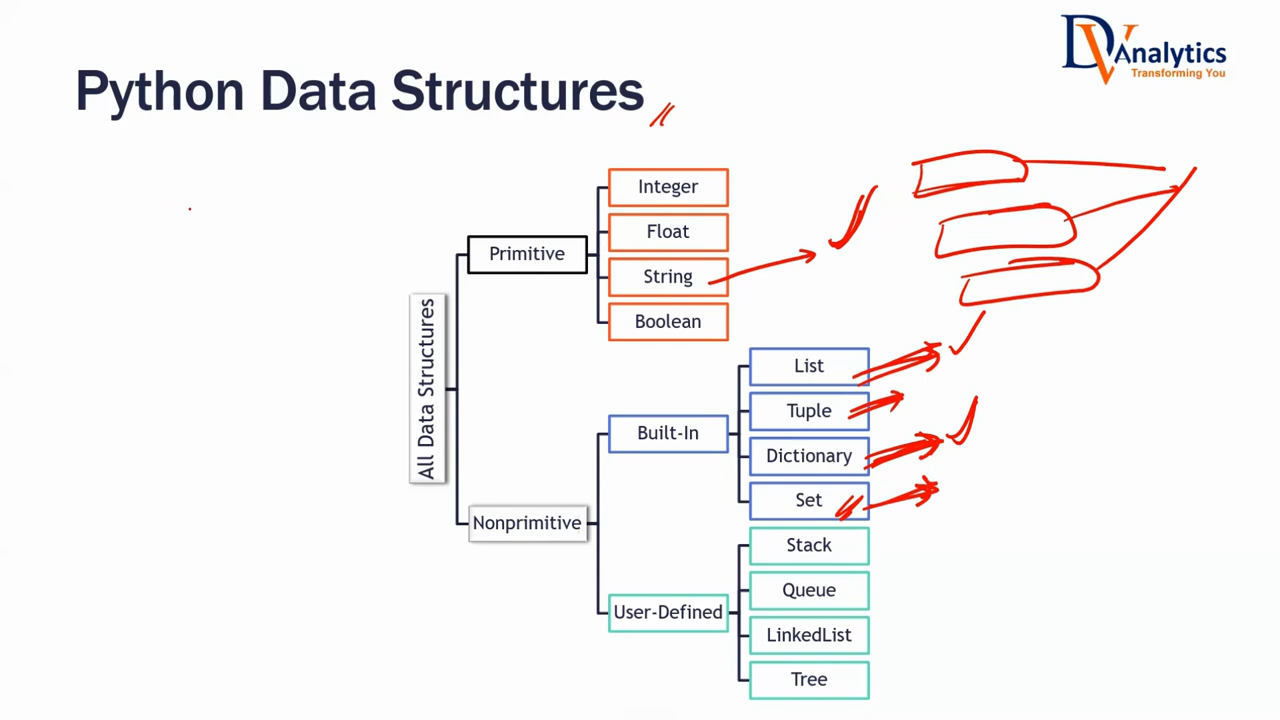 DV Analytics
Transforming You
Python Data Structures
All Data Structures
Primitive
Integer
Float
String
Boolean
Nonprimitive
Built-In
List
Tuple
Dictionary
Set
User-Defined
Stack
Queue
LinkedList
Tree